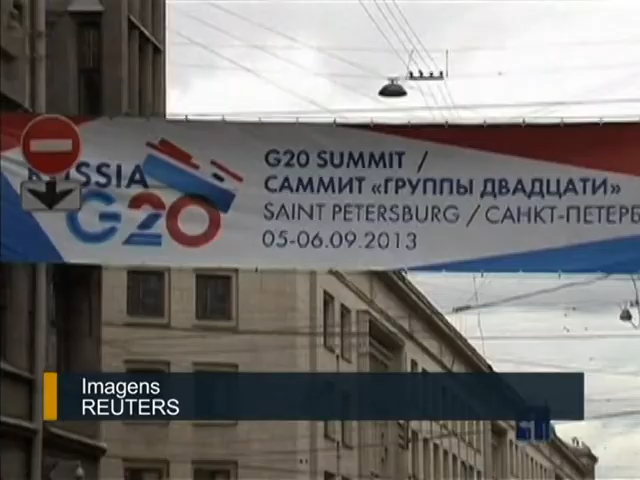 RUSSIA
G20
G20 SUMMIT /
САММИТ «ГРУППЫ ДВАДЦАТИ»
SAINT PETERSBURG / САНКТ-ПЕТЕРБ
05-06.09.2013
Imagens
REUTERS